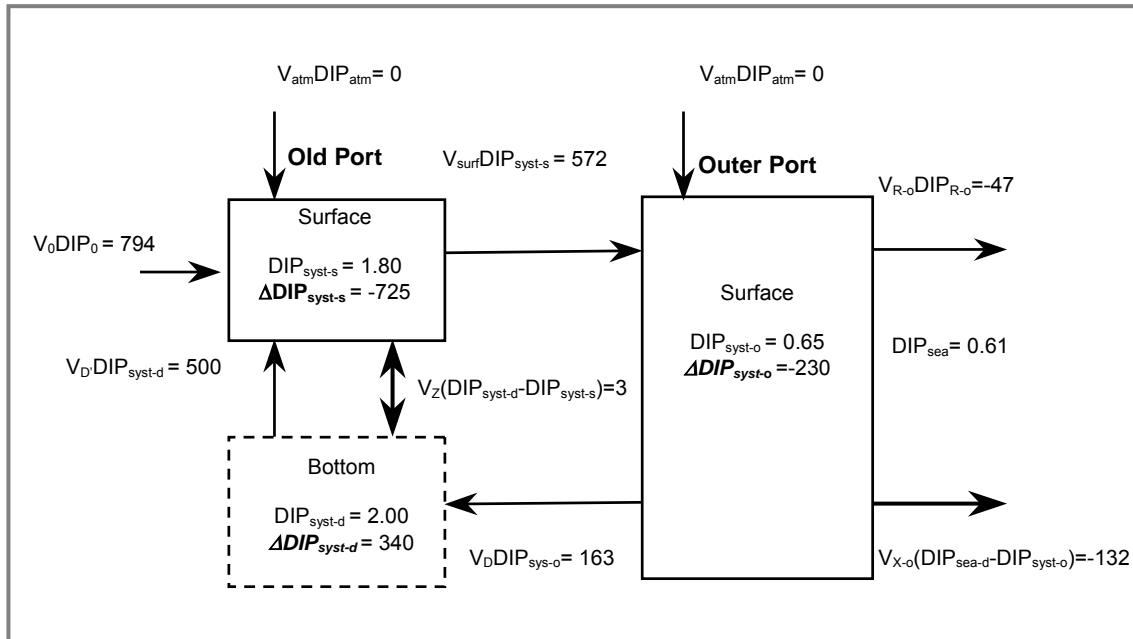 VatmDIPatm= 0
VatmDIPatm= 0
Old Port
VsurfDIPsyst-s = 572
Outer Port
VR-oDIPR-o=-47
V0DIP0 = 794
Surface
DIPsyst-s = 1.80
ΔDIPsyst-s = -725
Surface
DIPsyst-o = 0.65
ΔDIPsyst-o =-230
DIPsea= 0.61
VD'DIPsyst-d = 500
VZ(DIPsyst-d-DIPsyst-s)=3
Bottom
DIPsyst-d = 2.00
ΔDIPsyst-d = 340
VDDIPsys-o= 163
VX-o(DIPsea-d-DIPsyst-o)=-132